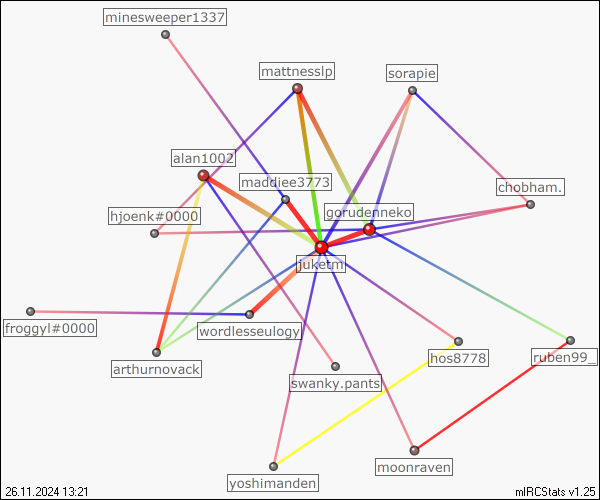 minesweeper1337
mattnesslp
sorapie
alan1002
maddiee3773
chobham.
hjoenk#0000
gorudenneko
juketm
froggyl#0000
wordlesseulogy
arthurnovack
hos8778
ruben99_
swanky.pants
moonraven
yoshimanden
26.11.2024 13:21
mIRCStats v1.25